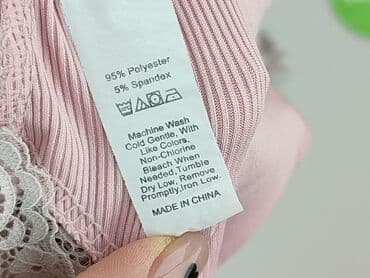 95% Polyester
5% Spandex
Machine Wash
Cold Gentle, With
Like Colors,
Non-Chlorine
Bleach When
Needed,Tumble
Dry Low, Remove
Promptly,Iron Low.
MADE IN CHINA